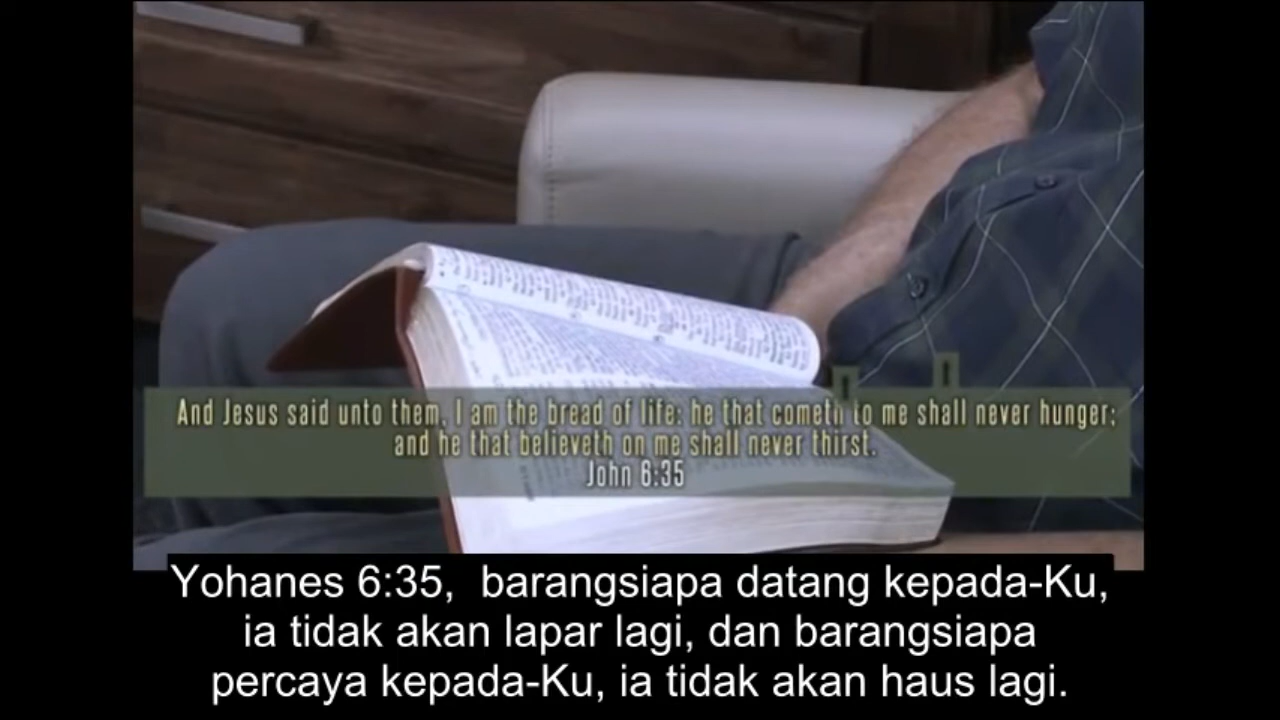 And Jesus said unto them, I am the bread of life: he that cometh to me shall never hunger;
and he that believeth on me shall never thirst.
John 6:35
Yohanes 6:35, barangsiapa datang kepada-Ku,
ia tidak akan lapar lagi, dan barangsiapa
percaya kepada-Ku, ia tidak akan haus lagi.